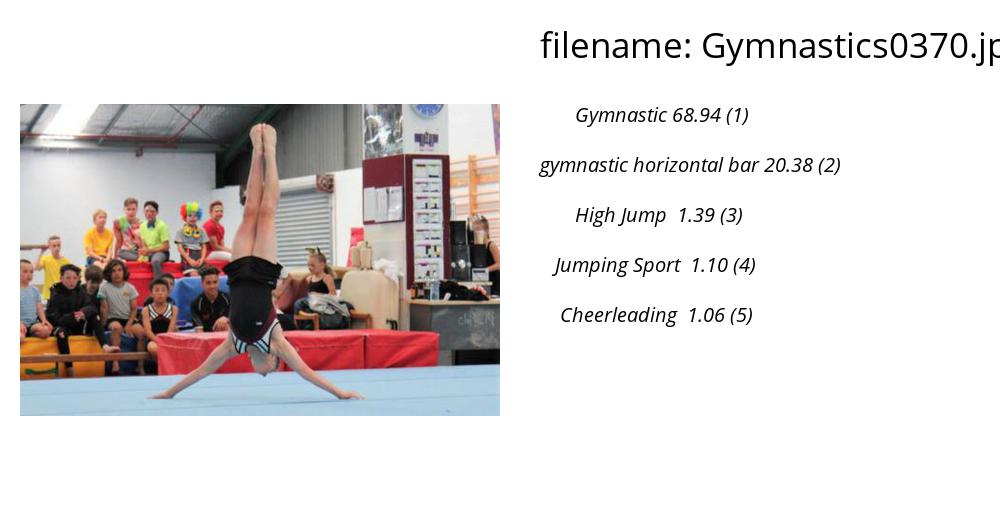 filename: Gymnastics0370.jp
Gymnastic 68.94 (1)
gymnastic horizontal bar 20.38 (2)
High Jump 1.39 (3)
Jumping Sport 1.10 (4)
Cheerleading 1.06 (5)